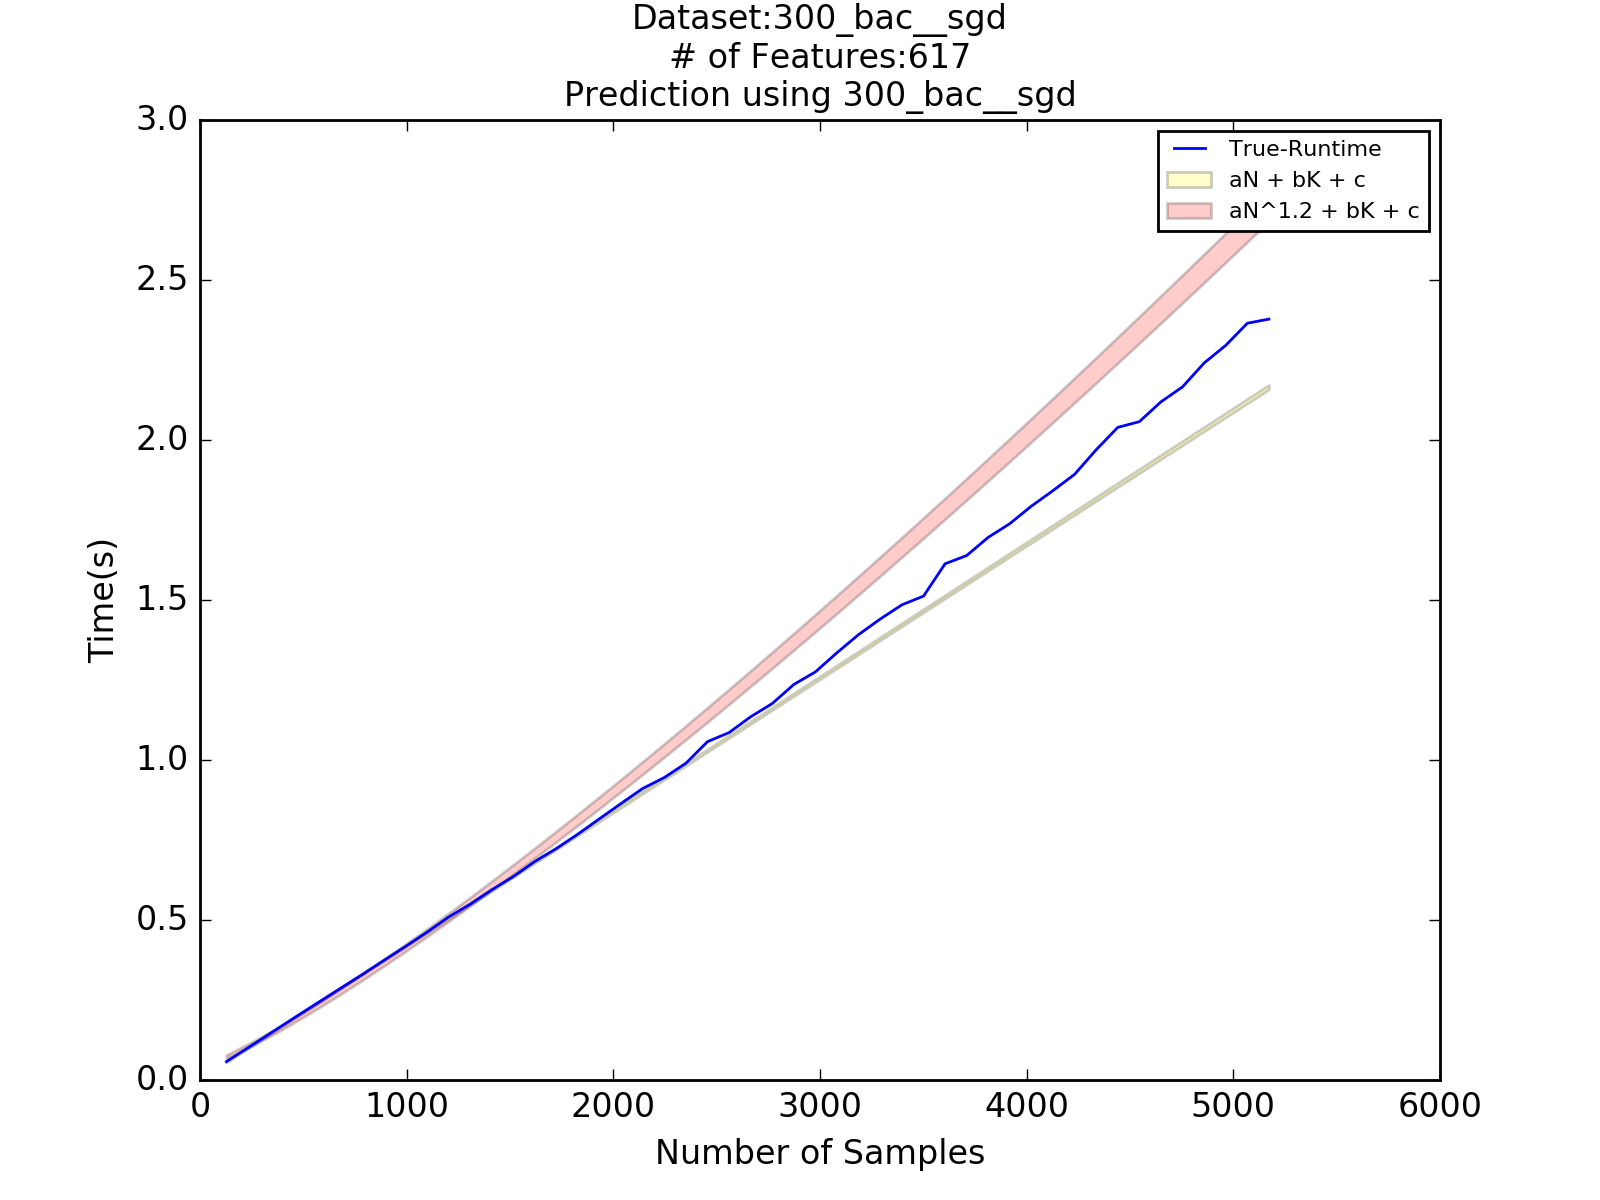 Dataset:300_bac__sgd
# of Features:617
Prediction using 300_bac__sgd
3.0
2.5
2.0
1.5
1.0
0.5
0.0
Time(s)
True-Runtime
aN + bK + c
aN^1.2 + bK + c
0 1000 2000 3000 4000 5000 6000
Number of Samples